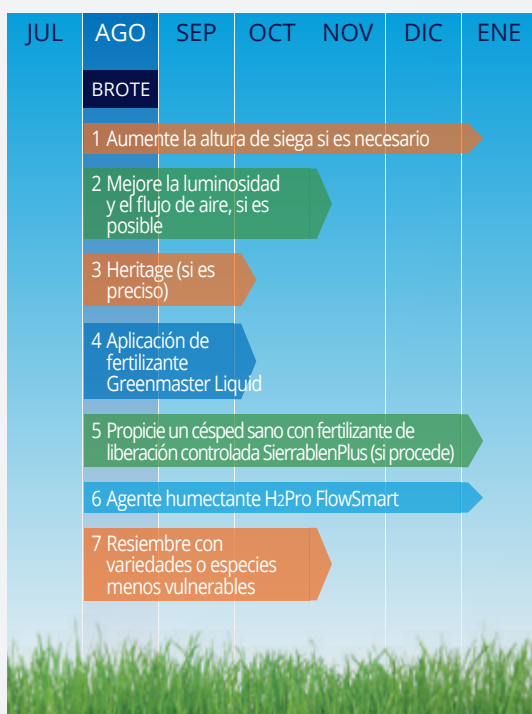 JUL AGO SEP OCT NOV DIC ENE
BROTE
1 Aumente la altura de siega si es necesario
2 Mejore la luminosidad
y el flujo de aire, si es
posible
3 Heritage (si es
preciso)
4 Aplicación de
fertilizante
Greenmaster Liquid
5 Propicie un césped sano con fertilizante de
liberación controlada SierrablenPlus (si procede)
6 Agente humectante H2Pro FlowSmart
7 Resiembre con
variedades o especies
menos vulnerables